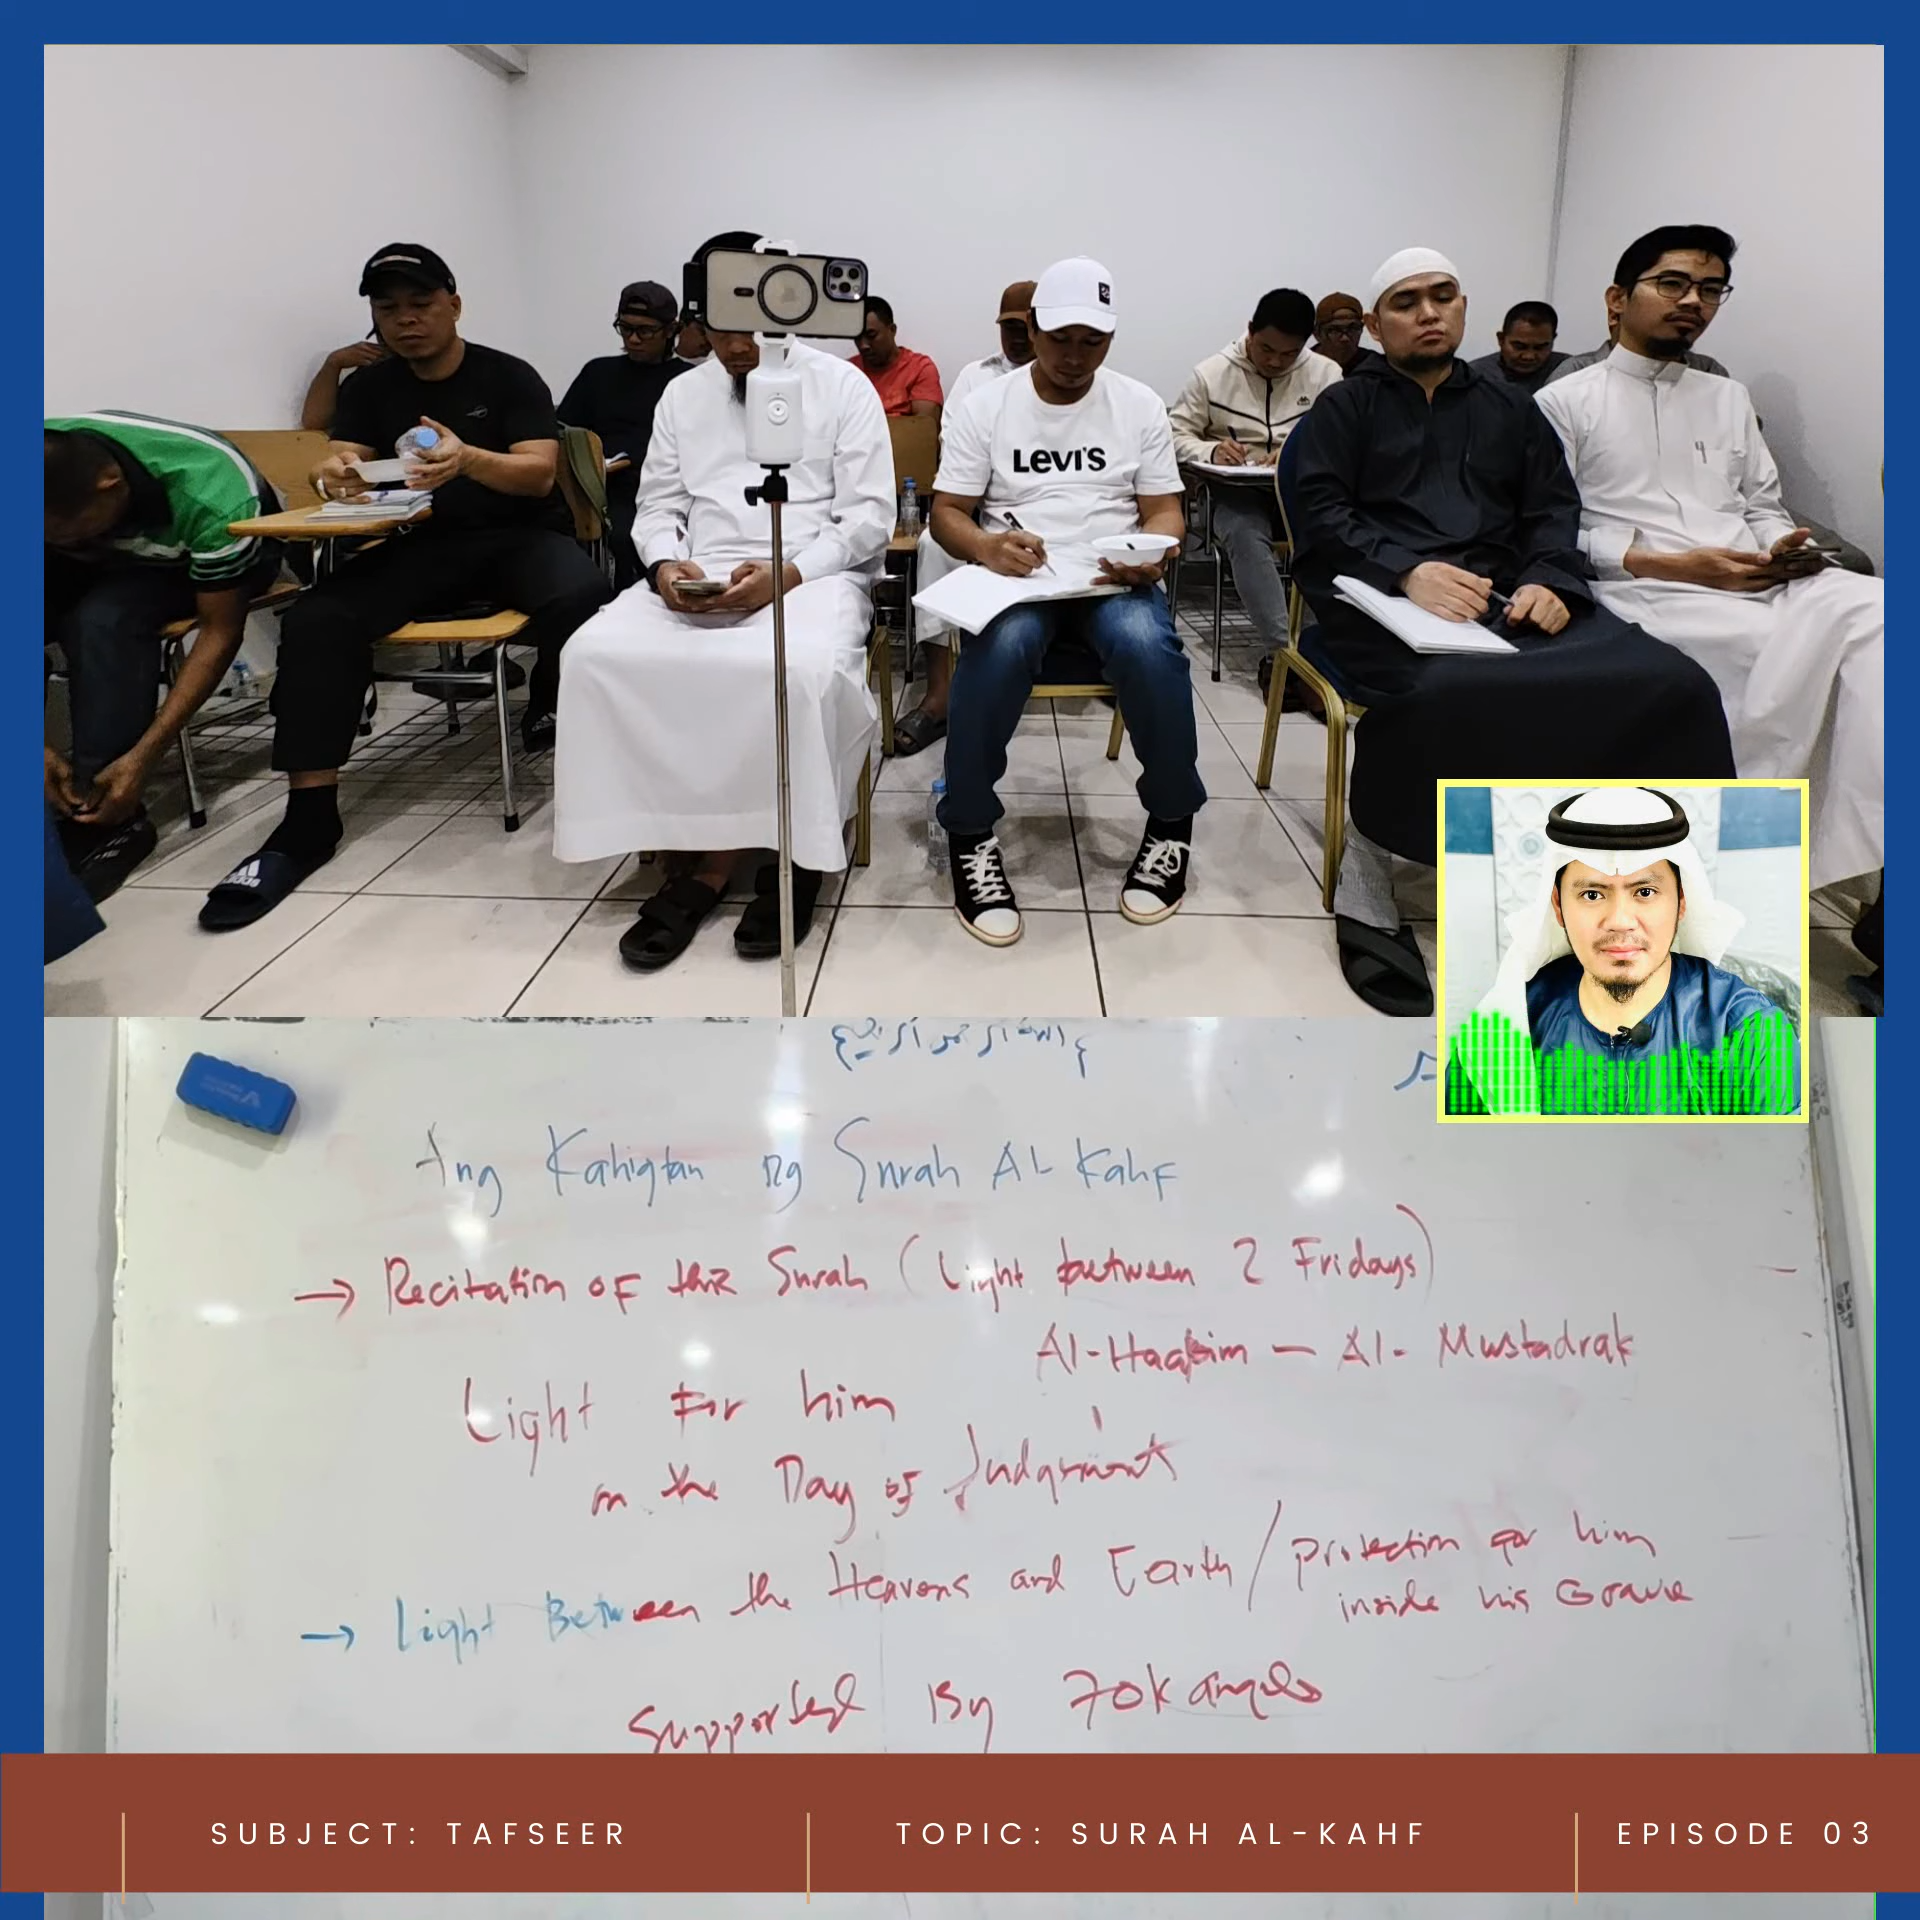 LEVI'S
adidas
Ang Kahigtan ng Surah Al-Kahf
→ Recitation of the Surah (Light between 2 Fridays)
Al-Haakim — Al-Mustadrak
Light for him
on the Day of Judgment
→ Light Between the Heavens and Earth / Protection for him
inside his Grave
Supported By 70k angels
SUBJECT: TAFSEER
TOPIC: SURAH AL-KAHF
EPISODE 03